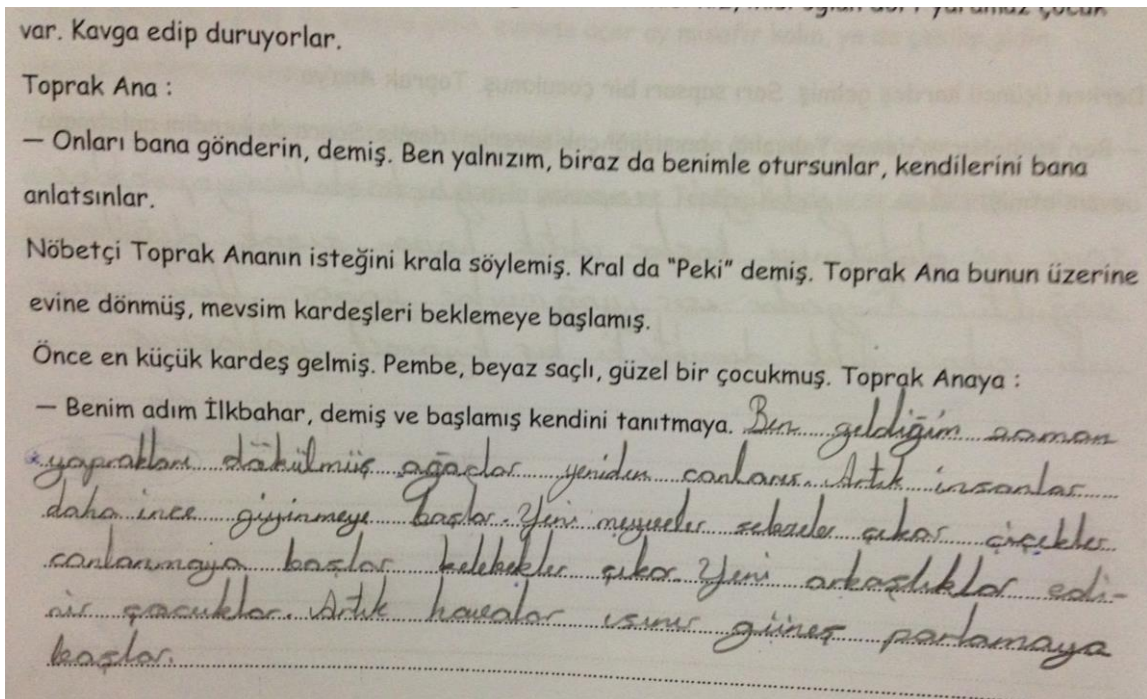 var. Kavga edip duruyorlar.
Toprak Ana :
— Onları bana gönderin, demiş. Ben yalnızım, biraz da benimle otursunlar, kendilerini bana
anlatsınlar.
Nöbetçi Toprak Ananın isteğini krala söylemiş. Kral da "Peki" demiş. Toprak Ana bunun üzerine
evine dönmüş, mevsim kardeşleri beklemeye başlamış.
Önce en küçük kardeş gelmiş. Pembe, beyaz saçlı, güzel bir çocukmuş. Toprak Anaya :
— Benim adım İlkbahar, demiş ve başlamış kendini tanıtmaya. Ben geldiğim zaman
yaprakları dökülmüş ağaçlar yeniden canlanır. Artık insanlar
daha ince giyinmeye başlar. Yeni meyveler sebzeler çıkar çiçekler
canlanmaya başlar kelebekler çıkar. Yeni arkaşlıklar edi-
nir çocuklar. Artık havalar ısınır güneş parlamaya
başlar.